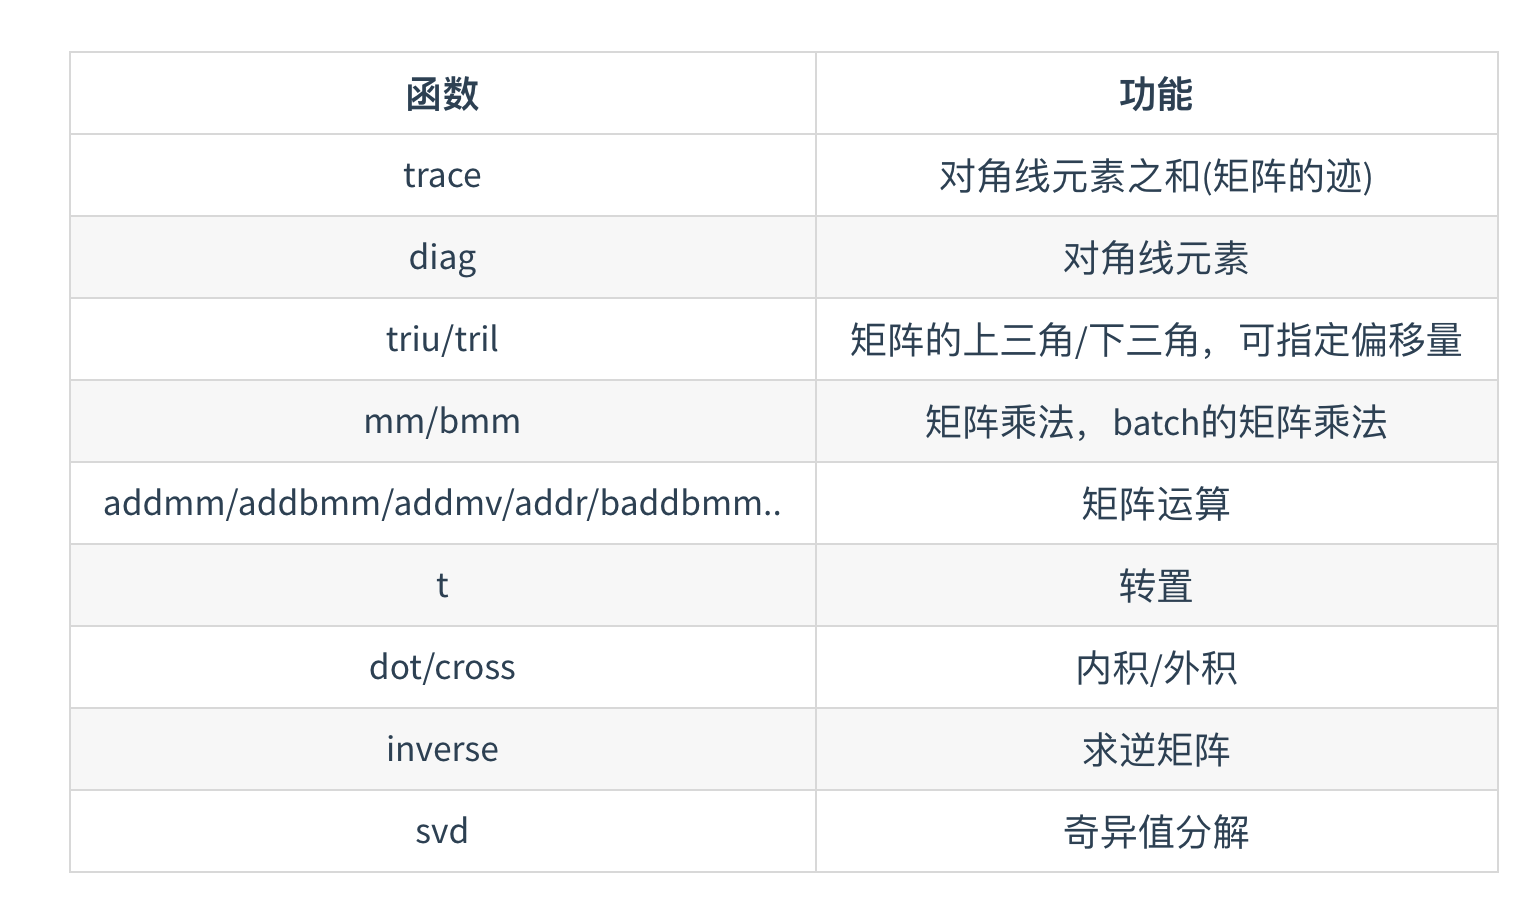 函数 功能
trace 对角线元素之和(矩阵的迹)
diag 对角线元素
triu/tril 矩阵的上三角/下三角，可指定偏移量
mm/bmm 矩阵乘法，batch的矩阵乘法
addmm/addbmm/addmv/addr/baddbmm.. 矩阵运算
t 转置
dot/cross 内积/外积
inverse 求逆矩阵
svd 奇异值分解